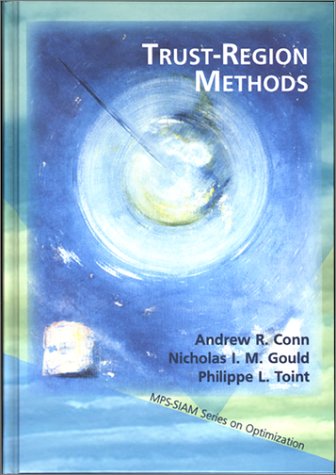 TRUST-REGION
METHODS
Andrew R. Conn
Nicholas I. M. Gould
Philippe L. Toint
MPS-SIAM Series on Optimization